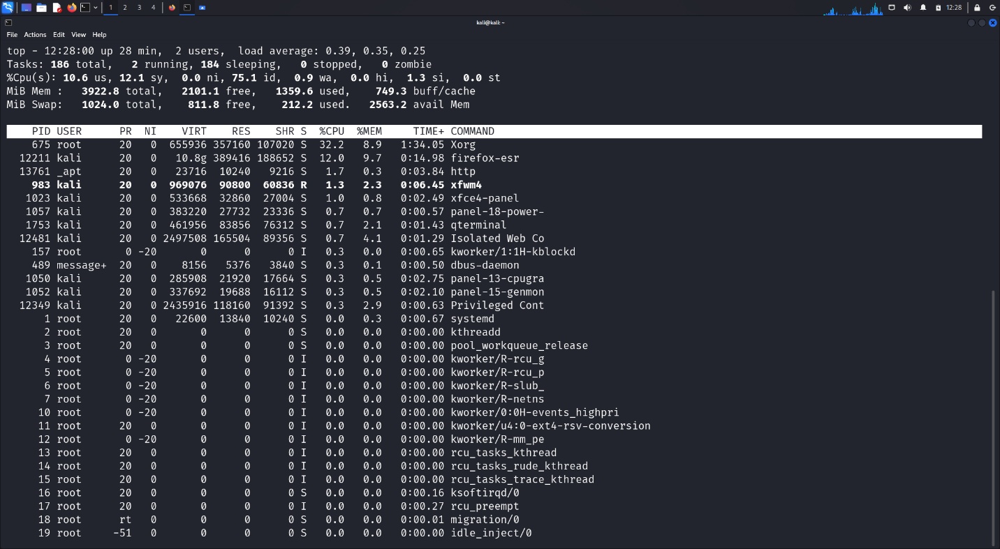 1 2 3 4 12:28
kali@kali: ~
File Actions Edit View Help
top - 12:28:00 up 28 min,  2 users,  load average: 0.39, 0.35, 0.25
Tasks: 186 total,   2 running, 184 sleeping,   0 stopped,   0 zombie
%Cpu(s): 10.6 us, 12.1 sy,  0.0 ni, 75.1 id,  0.9 wa,  0.0 hi,  1.3 si,  0.0 st
MiB Mem :   3922.8 total,   2101.1 free,   1359.6 used,    749.3 buff/cache
MiB Swap:   1024.0 total,    811.8 free,    212.2 used.   2563.2 avail Mem
PID USER      PR  NI    VIRT    RES    SHR S  %CPU  %MEM     TIME+ COMMAND
675 root      20   0  655936 357160 107020 S  32.2   8.9   1:34.05 Xorg
12211 kali      20   0   10.8g 389416 188652 S  12.0   9.7   0:14.98 firefox-esr
13761 _apt      20   0   23716  10240   9216 S   1.7   0.3   0:03.84 http
983 kali      20   0  969076  90800  60836 R   1.3   2.3   0:06.45 xfwm4
1023 kali      20   0  533668  32860  27004 S   1.0   0.8   0:02.49 xfce4-panel
1057 kali      20   0  383220  27732  23336 S   0.7   0.7   0:00.57 panel-18-power-
1753 kali      20   0  461956  83856  76312 S   0.7   2.1   0:01.43 qterminal
12481 kali      20   0 2497508 165504  89356 S   0.7   4.1   0:01.29 Isolated Web Co
157 root       0 -20       0      0      0 I   0.3   0.0   0:00.65 kworker/1:1H-kblockd
489 message+  20   0    8156   5376   3840 S   0.3   0.1   0:00.50 dbus-daemon
1050 kali      20   0  285908  21920  17664 S   0.3   0.5   0:02.75 panel-13-cpugra
1052 kali      20   0  337692  19688  16112 S   0.3   0.5   0:02.10 panel-15-genmon
12349 kali      20   0 2435916 118160  91392 S   0.3   2.9   0:00.63 Privileged Cont
1 root      20   0   22600  13840  10240 S   0.0   0.3   0:00.67 systemd
2 root      20   0       0      0      0 S   0.0   0.0   0:00.00 kthreadd
3 root      20   0       0      0      0 S   0.0   0.0   0:00.00 pool_workqueue_release
4 root       0 -20       0      0      0 I   0.0   0.0   0:00.00 kworker/R-rcu_g
5 root       0 -20       0      0      0 I   0.0   0.0   0:00.00 kworker/R-rcu_p
6 root       0 -20       0      0      0 I   0.0   0.0   0:00.00 kworker/R-slub_
7 root       0 -20       0      0      0 I   0.0   0.0   0:00.00 kworker/R-netns
10 root       0 -20       0      0      0 I   0.0   0.0   0:00.00 kworker/0:0H-events_highpri
11 root      20   0       0      0      0 I   0.0   0.0   0:00.00 kworker/u4:0-ext4-rsv-conversion
12 root       0 -20       0      0      0 I   0.0   0.0   0:00.00 kworker/R-mm_pe
13 root      20   0       0      0      0 I   0.0   0.0   0:00.00 rcu_tasks_kthread
14 root      20   0       0      0      0 I   0.0   0.0   0:00.00 rcu_tasks_rude_kthread
15 root      20   0       0      0      0 I   0.0   0.0   0:00.00 rcu_tasks_trace_kthread
16 root      20   0       0      0      0 S   0.0   0.0   0:00.16 ksoftirqd/0
17 root      20   0       0      0      0 I   0.0   0.0   0:00.27 rcu_preempt
18 root      rt   0       0      0      0 S   0.0   0.0   0:00.01 migration/0
19 root     -51   0       0      0      0 S   0.0   0.0   0:00.00 idle_inject/0